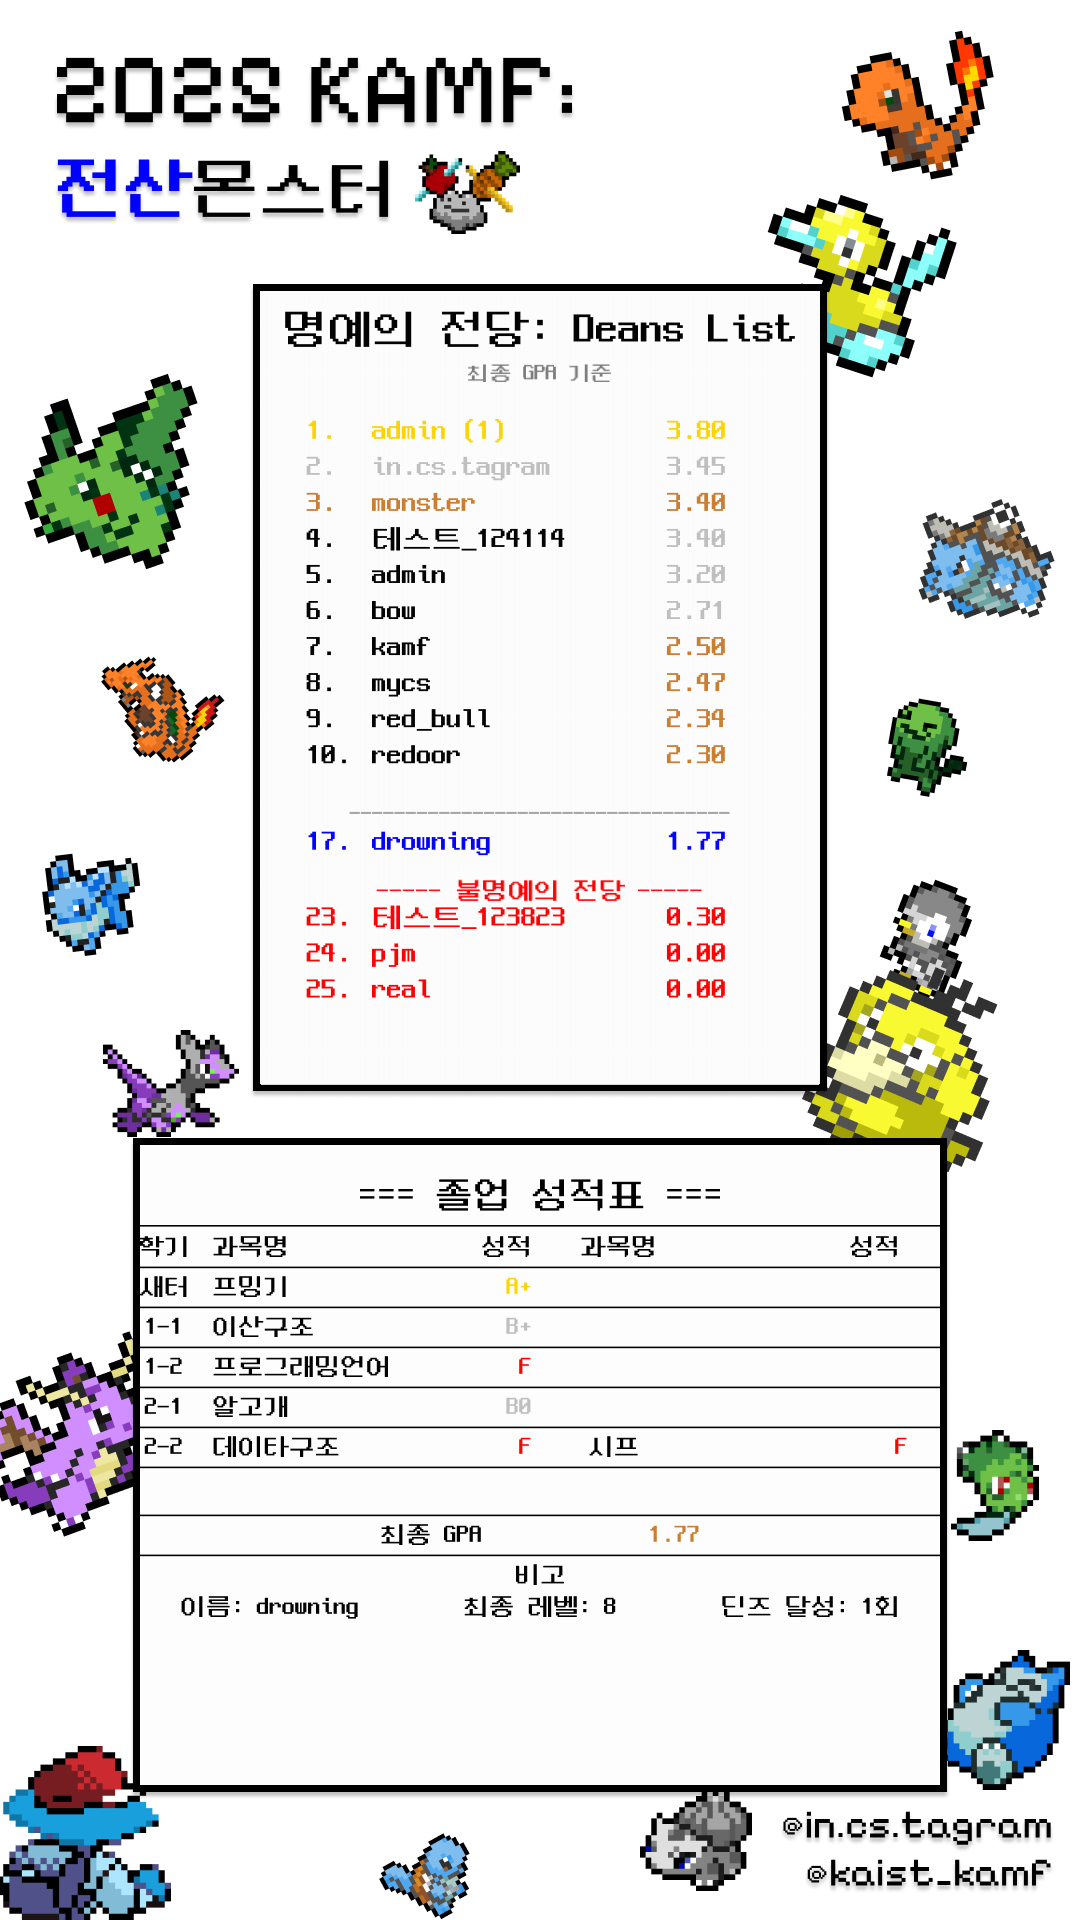 2025 KAMF:
전산몬스터
명예의 전당: Deans List
최종 GPA 기준
1. admin (1) 3.80
2. in.cs.tagram 3.45
3. monster 3.40
4. 테스트_124114 3.40
5. admin 3.20
6. bow 2.71
7. kamf 2.50
8. mycs 2.47
9. red_bull 2.34
10. redoor 2.30
--------------------------------
17. drowning 1.77
----- 불명예의 전당 -----
23. 테스트_123823 0.30
24. pjm 0.00
25. real 0.00
=== 졸업 성적표 ===
학기 과목명 성적 과목명 성적
새터 프밍기 A+
1-1 이산구조 B+
1-2 프로그래밍언어 F
2-1 알고개 B0
2-2 데이타구조 F 시프 F
최종 GPA 1.77
비고
이름: drowning 최종 레벨: 8 딘즈 달성: 1회
@in.cs.tagram
@kaist_kamf